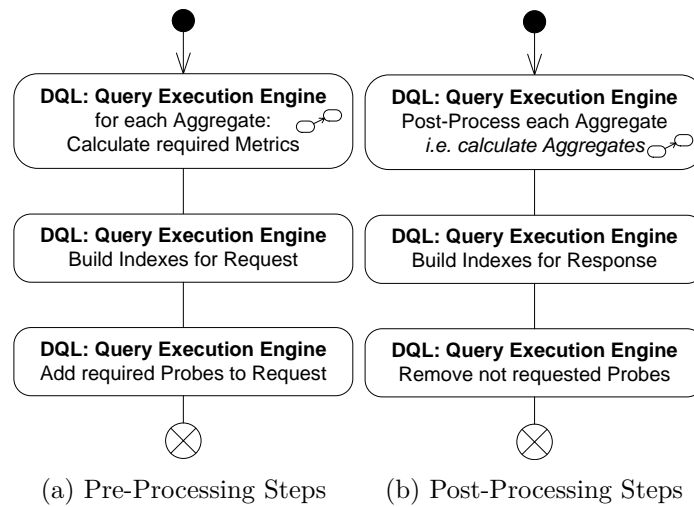 DQL: Query Execution Engine
for each Aggregate:
Calculate required Metrics
DQL: Query Execution Engine
Build Indexes for Request
DQL: Query Execution Engine
Add required Probes to Request
(a) Pre-Processing Steps
DQL: Query Execution Engine
Post-Process each Aggregate
i.e. calculate Aggregates
DQL: Query Execution Engine
Build Indexes for Response
DQL: Query Execution Engine
Remove not requested Probes
(b) Post-Processing Steps